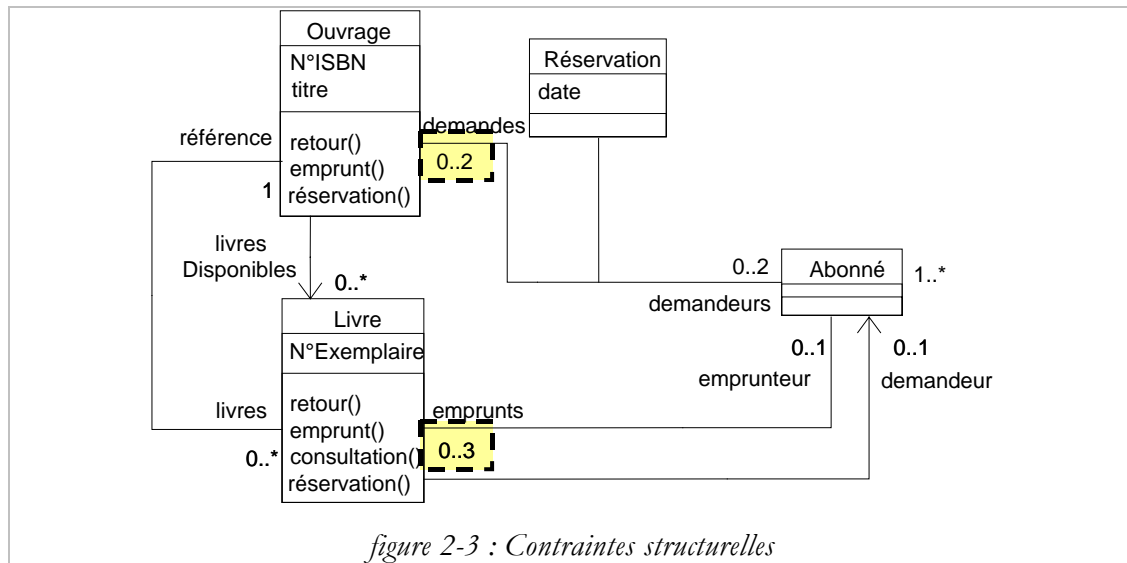 Ouvrage
N°ISBN
titre
retour()
emprunt()
réservation()
Réservation
date
référence
1
demandes
0..2
livres
Disponibles
0..*
0..2
demandeurs
Abonné
1..*
Livre
N°Exemplaire
retour()
emprunt()
consultation()
réservation()
livres
0..*
emprunts
0..3
0..1
emprunteur
0..1
demandeur
figure 2-3 : Contraintes structurelles